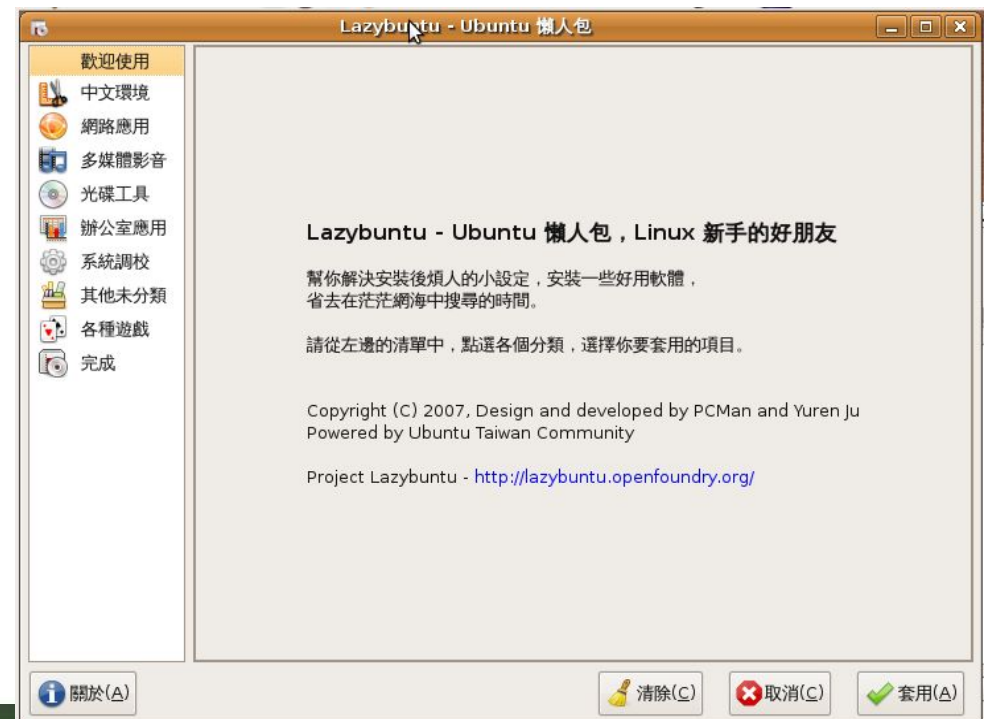 Lazybuntu - Ubuntu 懶人包
歡迎使用
中文環境
網路應用
多媒體影音
光碟工具
辦公室應用
系統調校
其他未分類
各種遊戲
完成
Lazybuntu - Ubuntu 懶人包，Linux 新手的好朋友
幫你解決安裝後煩人的小設定，安裝一些好用軟體，
省去在茫茫網海中搜尋的時間。
請從左邊的清單中，點選各個分類，選擇你要套用的項目。
Copyright (C) 2007, Design and developed by PCMan and Yuren Ju
Powered by Ubuntu Taiwan Community
Project Lazybuntu - http://lazybuntu.openfoundry.org/
關於(A)
清除(C)
取消(C)
套用(A)